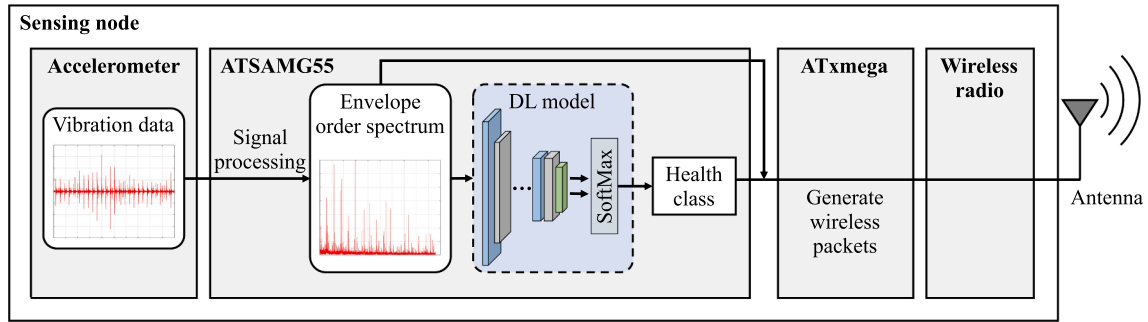 Sensing node
Accelerometer
Vibration data
ATSAMG55
Signal
processing
Envelope
order spectrum
DL model
SoftMax
Health
class
ATxmega
Generate
wireless
packets
Wireless
radio
Antenna